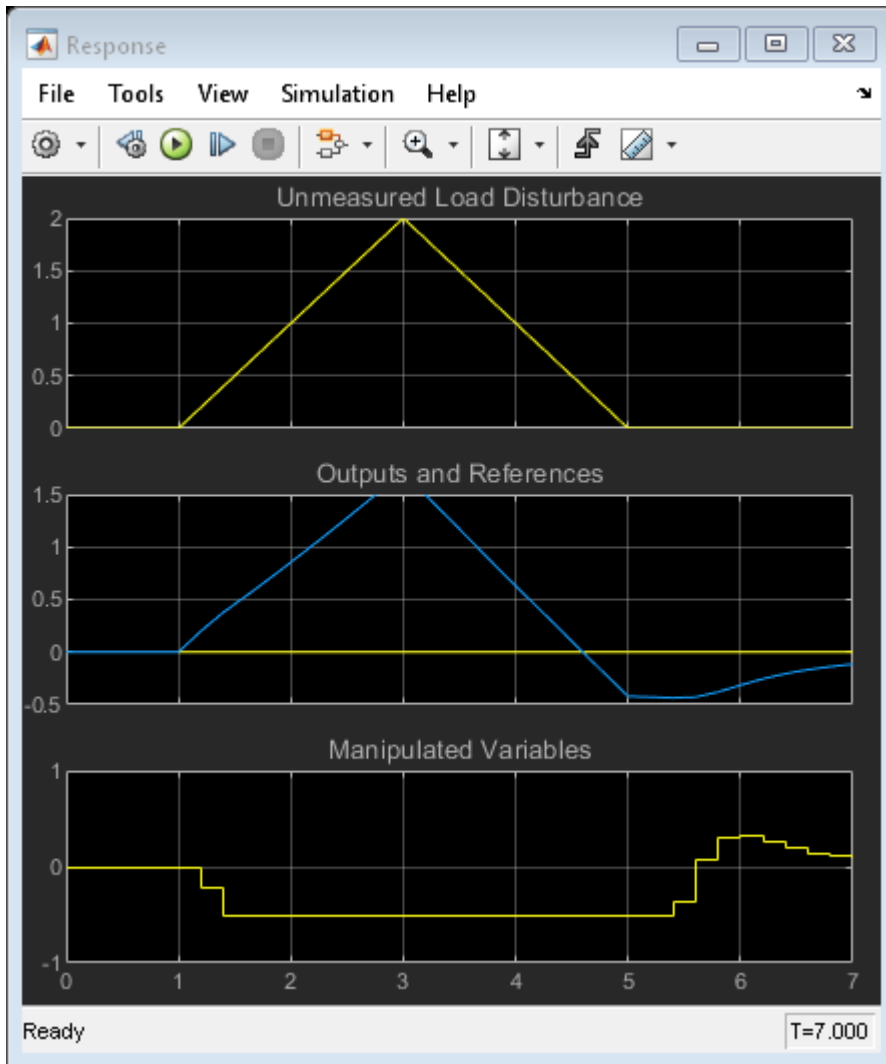 Response
File Tools View Simulation Help
Unmeasured Load Disturbance
2
1.5
1
0.5
0
Outputs and References
1.5
1
0.5
0
-0.5
Manipulated Variables
1
0
-1
0 1 2 3 4 5 6 7
Ready T=7.000